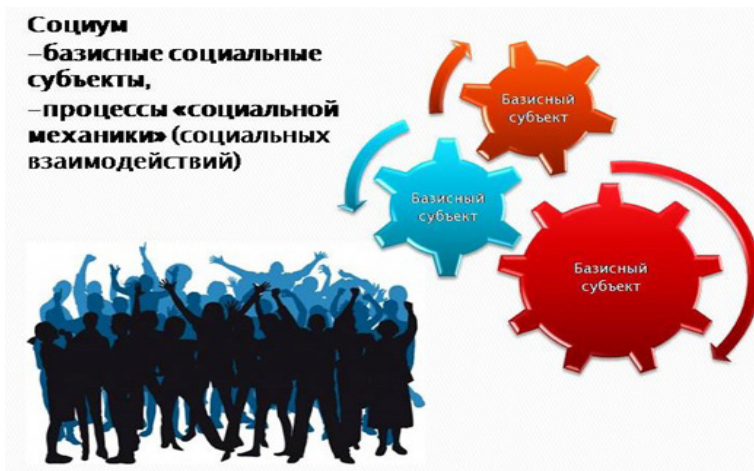 Социум
–базисные социальные
субъекты,
–процессы «социальной
механики» (социальных
взаимодействий)
Базисный
субъект
Базисный
субъект
Базисный
субъект